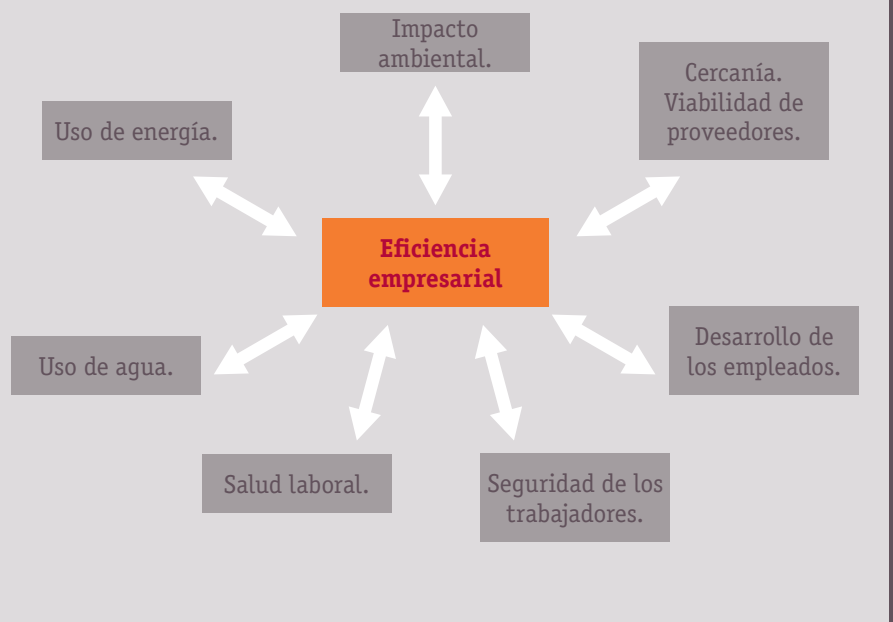 Impacto
ambiental.
Cercanía.
Viabilidad de
proveedores.
Uso de energía.
Eficiencia
empresarial
Desarrollo de
los empleados.
Uso de agua.
Salud laboral.
Seguridad de los
trabajadores.